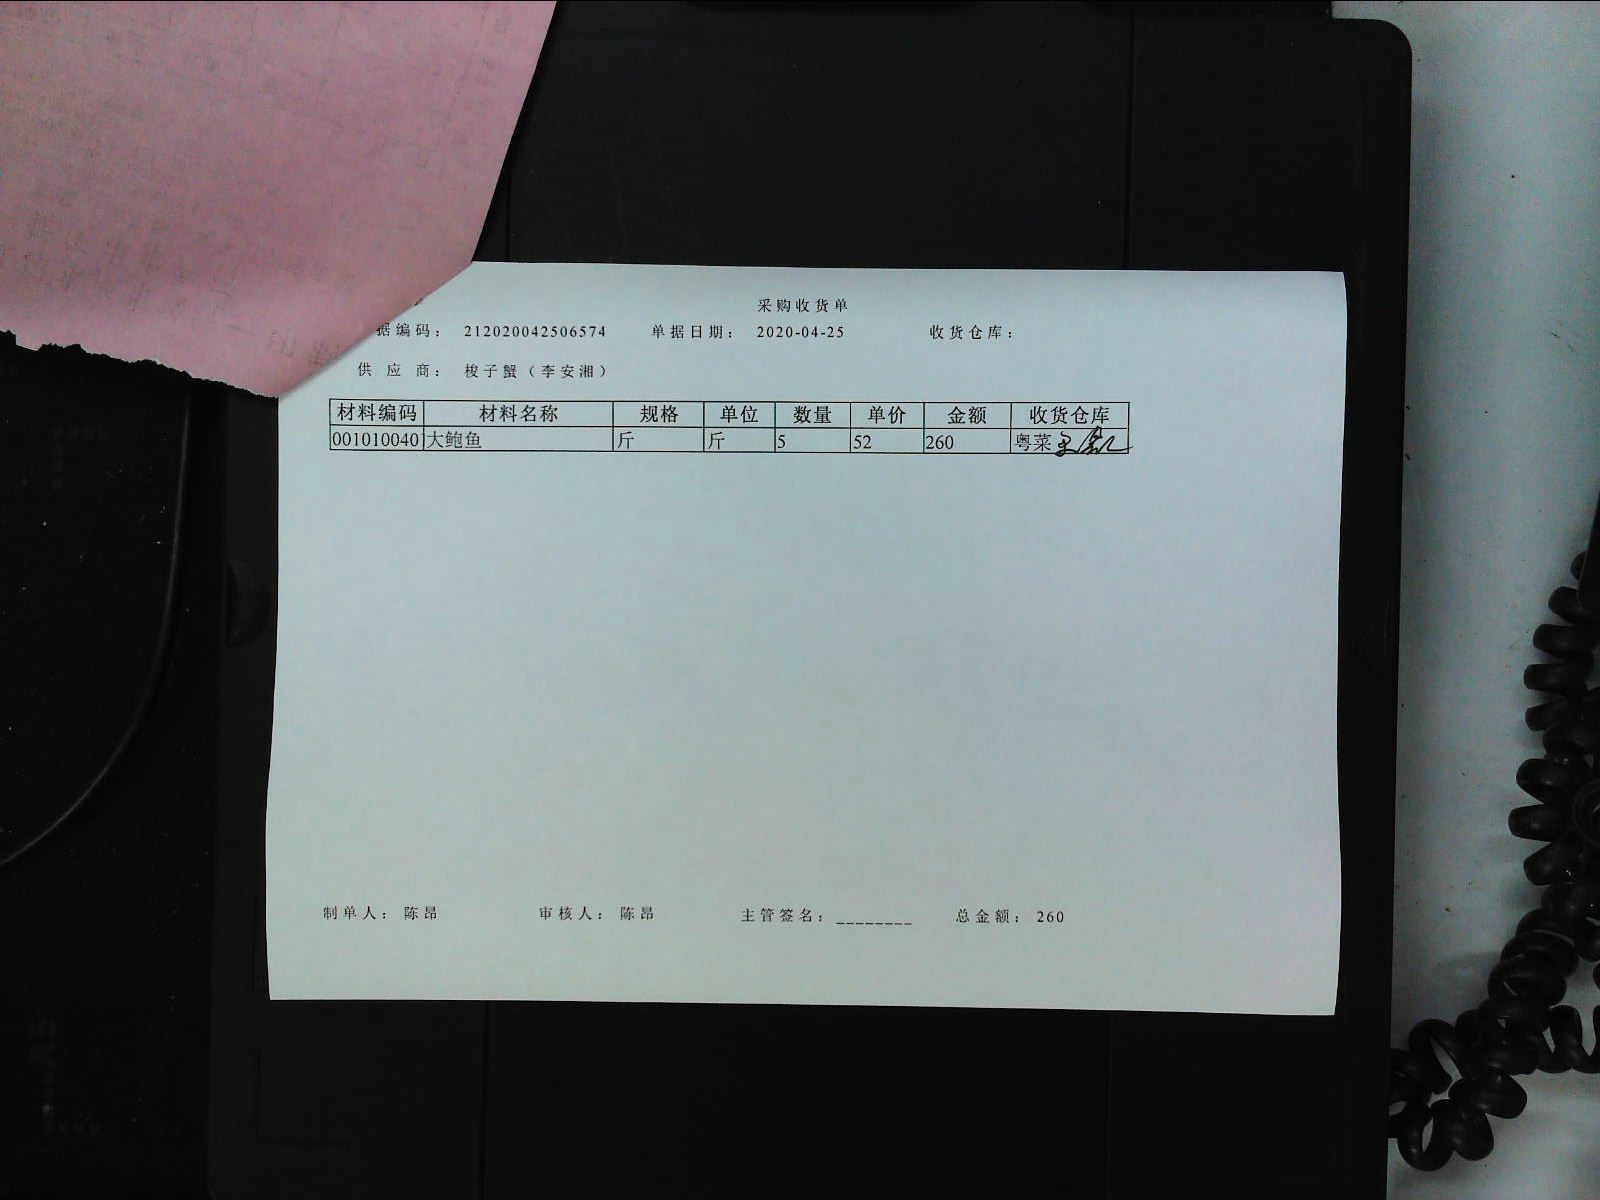 采购收货单
据编码： 212020042506574 单据日期： 2020-04-25 收货仓库：
供应商： 梭子蟹（李安湘）
材料编码 材料名称 规格 单位 数量 单价 金额 收货仓库
001010040 大鲍鱼 斤 斤 5 52 260 粤菜
制单人： 陈昂 审核人： 陈昂 主管签名：________ 总金额： 260